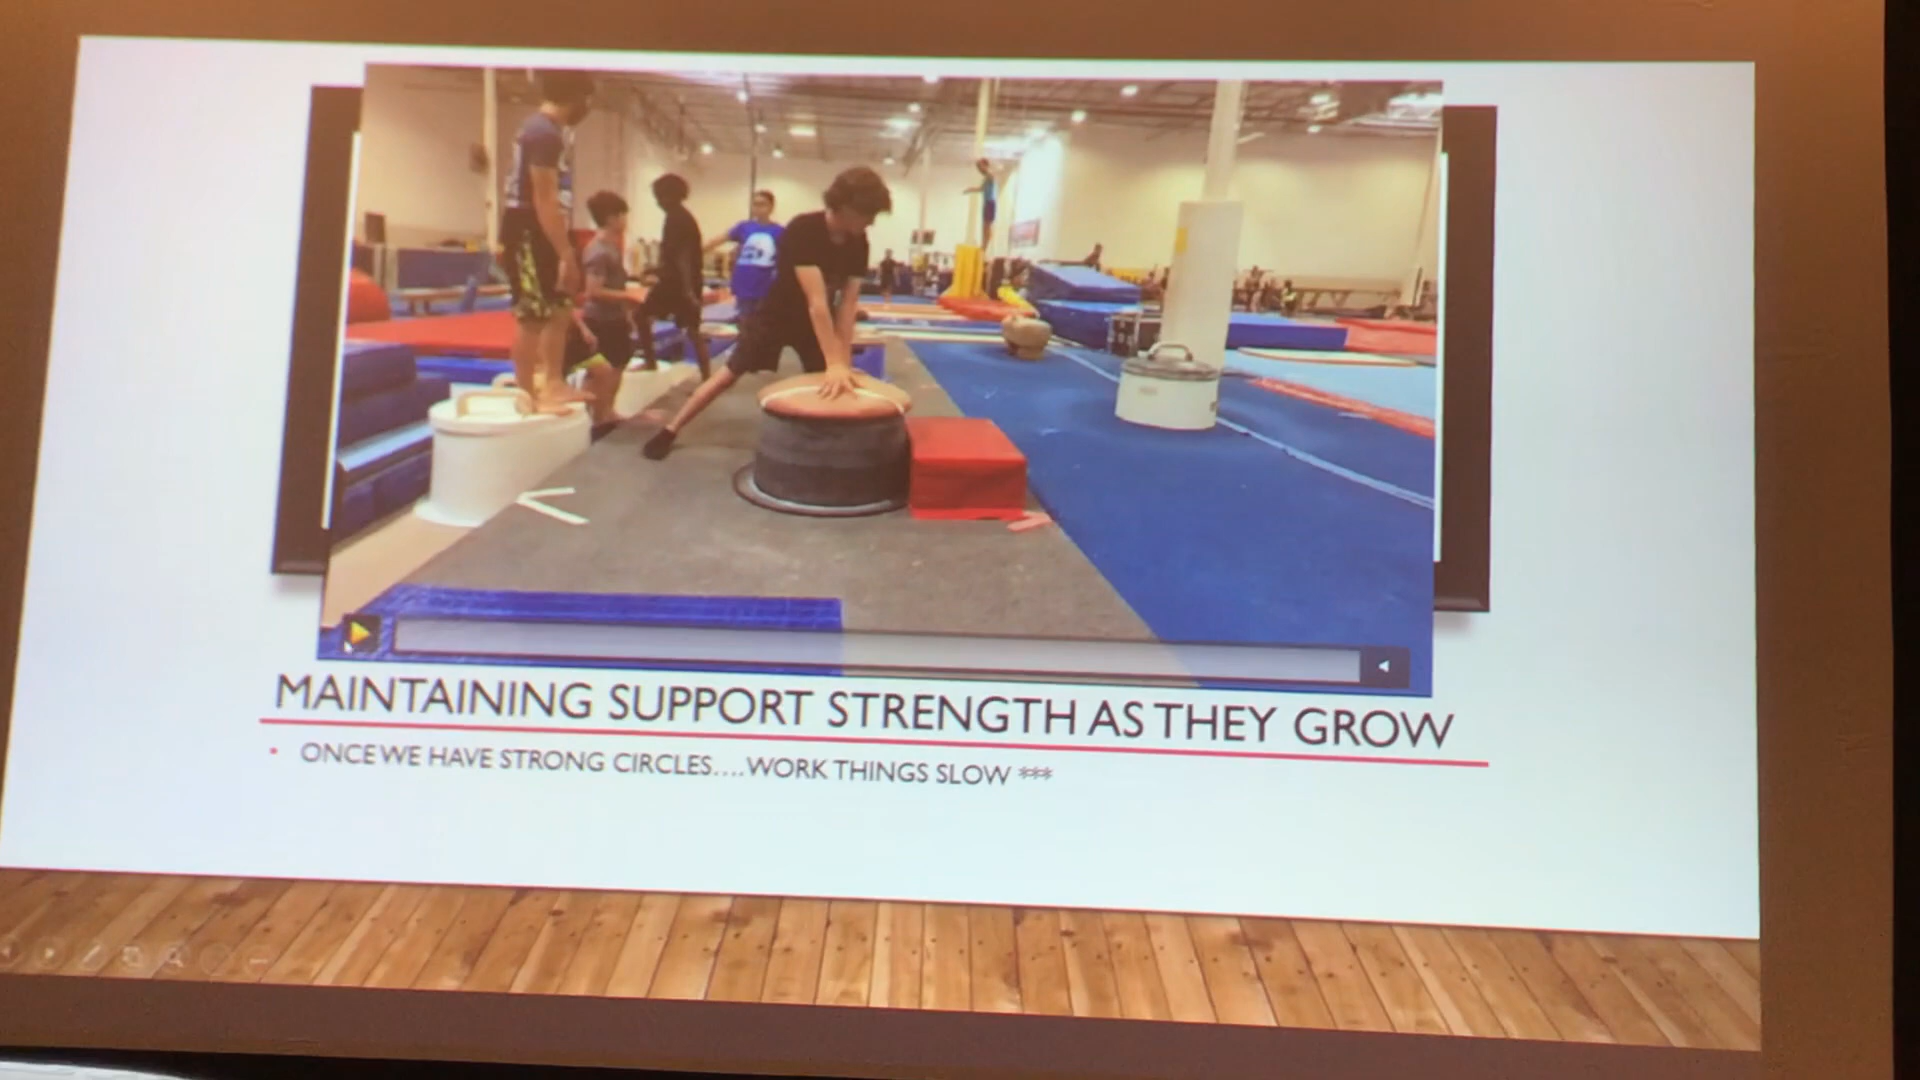 MAINTAINING SUPPORT STRENGTH AS THEY GROW
• ONCE WE HAVE STRONG CIRCLES....WORK THINGS SLOW ***